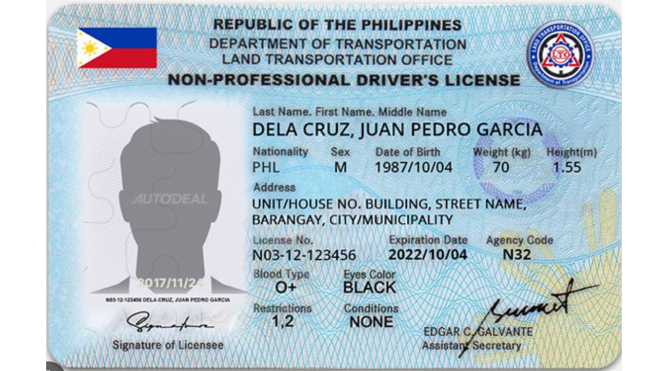 REPUBLIC OF THE PHILIPPINES
DEPARTMENT OF TRANSPORTATION
LAND TRANSPORTATION OFFICE
NON-PROFESSIONAL DRIVER'S LICENSE
LTO
Last Name. First Name. Middle Name
DELA CRUZ, JUAN PEDRO GARCIA
Nationality Sex Date of Birth Weight (kg) Height(m)
PHL M 1987/10/04 70 1.55
Address
UNIT/HOUSE NO. BUILDING, STREET NAME,
BARANGAY, CITY/MUNICIPALITY
License No. Expiration Date Agency Code
N03-12-123456 2022/10/04 N32
Blood Type Eyes Color
O+ BLACK
Restrictions Conditions
1,2 NONE
AUTODEAL
2017/11/24
N03-12-123456 DELA CRUZ, JUAN PEDRO GARCIA
Signature
Signature of Licensee
EDGAR C. GALVANTE
Assistant Secretary